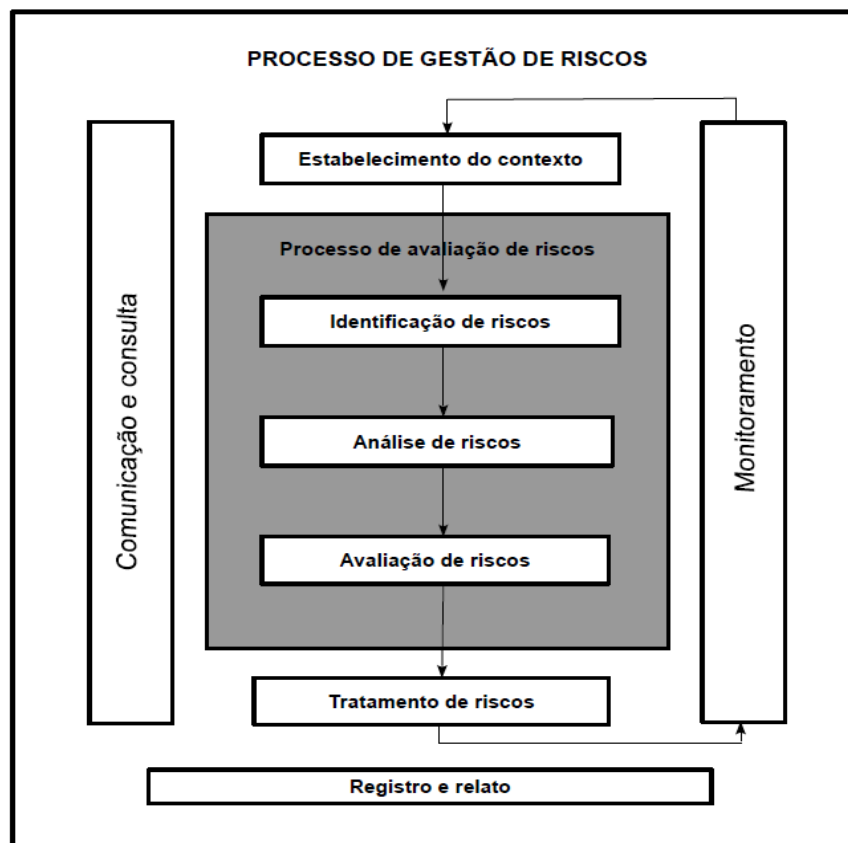 PROCESSO DE GESTÃO DE RISCOS
Estabelecimento do contexto
Processo de avaliação de riscos
Identificação de riscos
Análise de riscos
Avaliação de riscos
Tratamento de riscos
Comunicação e consulta
Monitoramento
Registro e relato